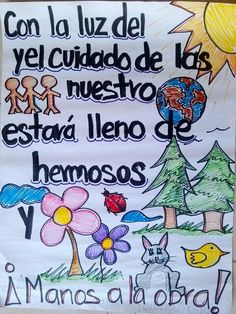 Con la luz del
y el cuidado de las
nuestro
estará lleno de
hermosos
y
¡Manos a la obra!